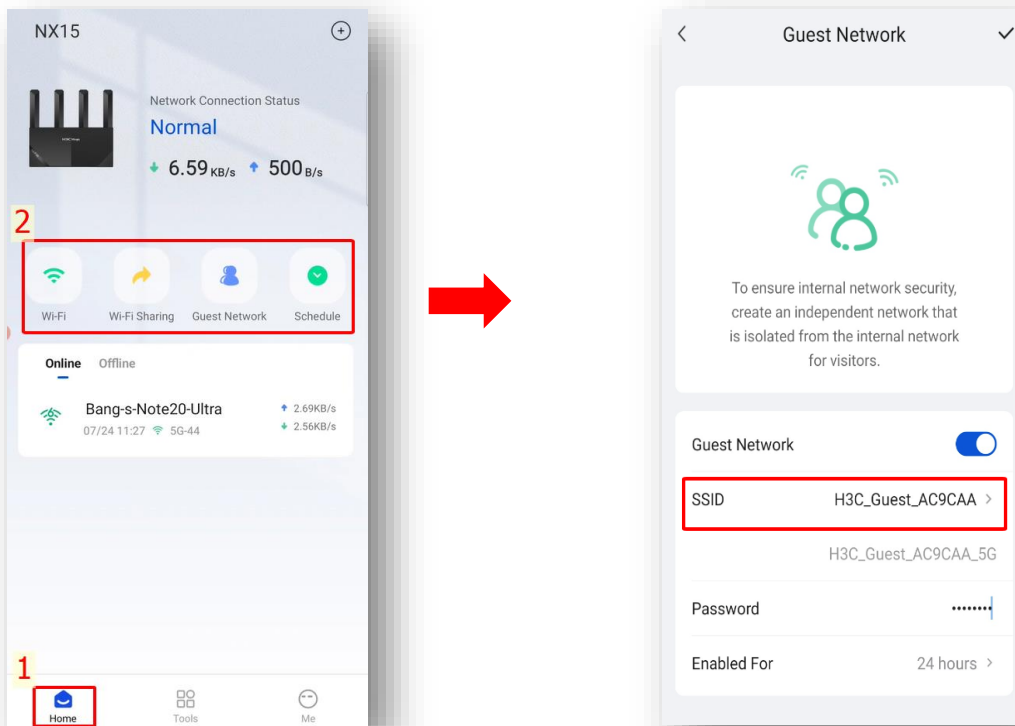 NX15
Network Connection Status
Normal
6.59 KB/s 500 B/s
2
Wi-Fi Wi-Fi Sharing Guest Network Schedule
Online Offline
Bang-s-Note20-Ultra 2.69KB/s
07/24 11:27 5G-44 2.56KB/s
1
Home Tools Me
Guest Network
To ensure internal network security,
create an independent network that
is isolated from the internal network
for visitors.
Guest Network
SSID H3C_Guest_AC9CAA
H3C_Guest_AC9CAA_5G
Password ••••••••
Enabled For 24 hours